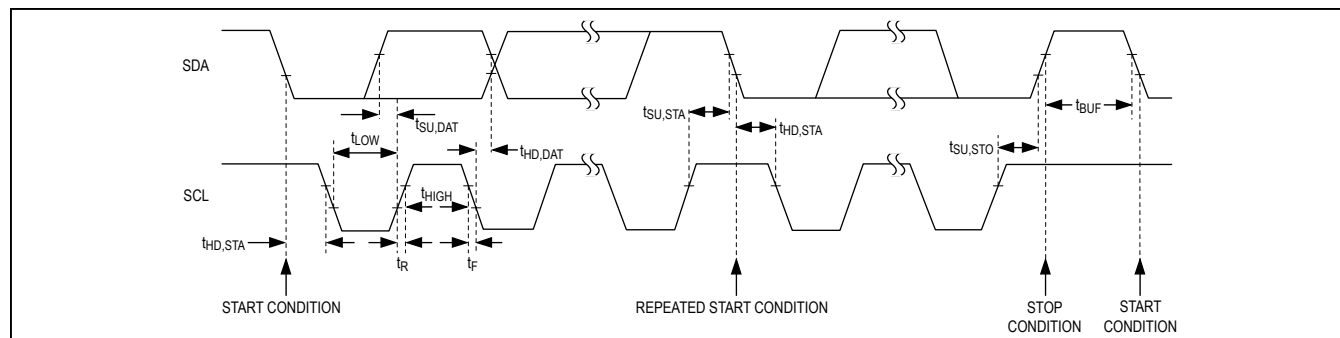 SDA
tSU,DAT
tLOW
tHD,DAT
tSU,STA
tHD,STA
tBUF
tSU,STO
SCL
tHIGH
tHD,STA
tR
tF
START CONDITION
REPEATED START CONDITION
STOP
CONDITION
START
CONDITION